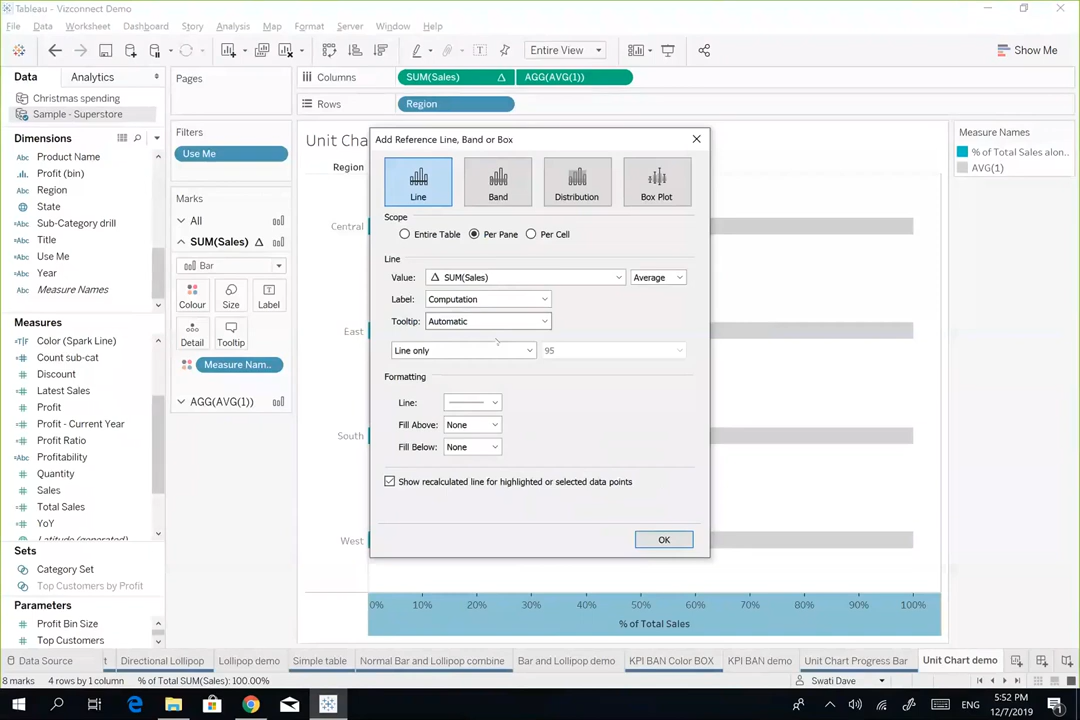 Tableau - Vizconnect Demo
File Data Worksheet Dashboard Story Analysis Map Format Server Window Help
Entire View
Show Me
Data Analytics
Christmas spending
Sample - Superstore
Dimensions
Abc Product Name
Profit (bin)
Abc Region
State
=Abc Sub-Category drill
Abc Title
=Abc Use Me
Abc Year
Abc Measure Names
Measures
Color (Spark Line)
Count sub-cat
Discount
Latest Sales
Profit
Profit - Current Year
Profit Ratio
=Abc Profitability
Quantity
Sales
Total Sales
YoY
Latitude (generated)
Sets
Category Set
Top Customers by Profit
Parameters
Profit Bin Size
Top Customers
Pages
Filters
Use Me
Marks
All
SUM(Sales)
Bar
Colour Size Label
Detail Tooltip
Measure Nam..
AGG(AVG(1))
Columns SUM(Sales) AGG(AVG(1))
Rows Region
Unit Cha
Region
Central
East
South
West
Add Reference Line, Band or Box
Line Band Distribution Box Plot
Scope
Entire Table Per Pane Per Cell
Line
Value: SUM(Sales) Average
Label: Computation
Tooltip: Automatic
Line only 95
Formatting
Line:
Fill Above: None
Fill Below: None
Show recalculated line for highlighted or selected data points
OK
0% 10% 20% 30% 40% 50% 60% 70% 80% 90% 100%
% of Total Sales
Measure Names
% of Total Sales alon...
AVG(1)
Data Source t Directional Lollipop Lollipop demo Simple table Normal Bar and Lollipop combine Bar and Lollipop demo KPI BAN Color BOX KPI BAN demo Unit Chart Progress Bar Unit Chart demo
8 marks 4 rows by 1 column % of Total SUM(Sales): 100.00% Swati Dave
ENG
5:52 PM
12/7/2019
1